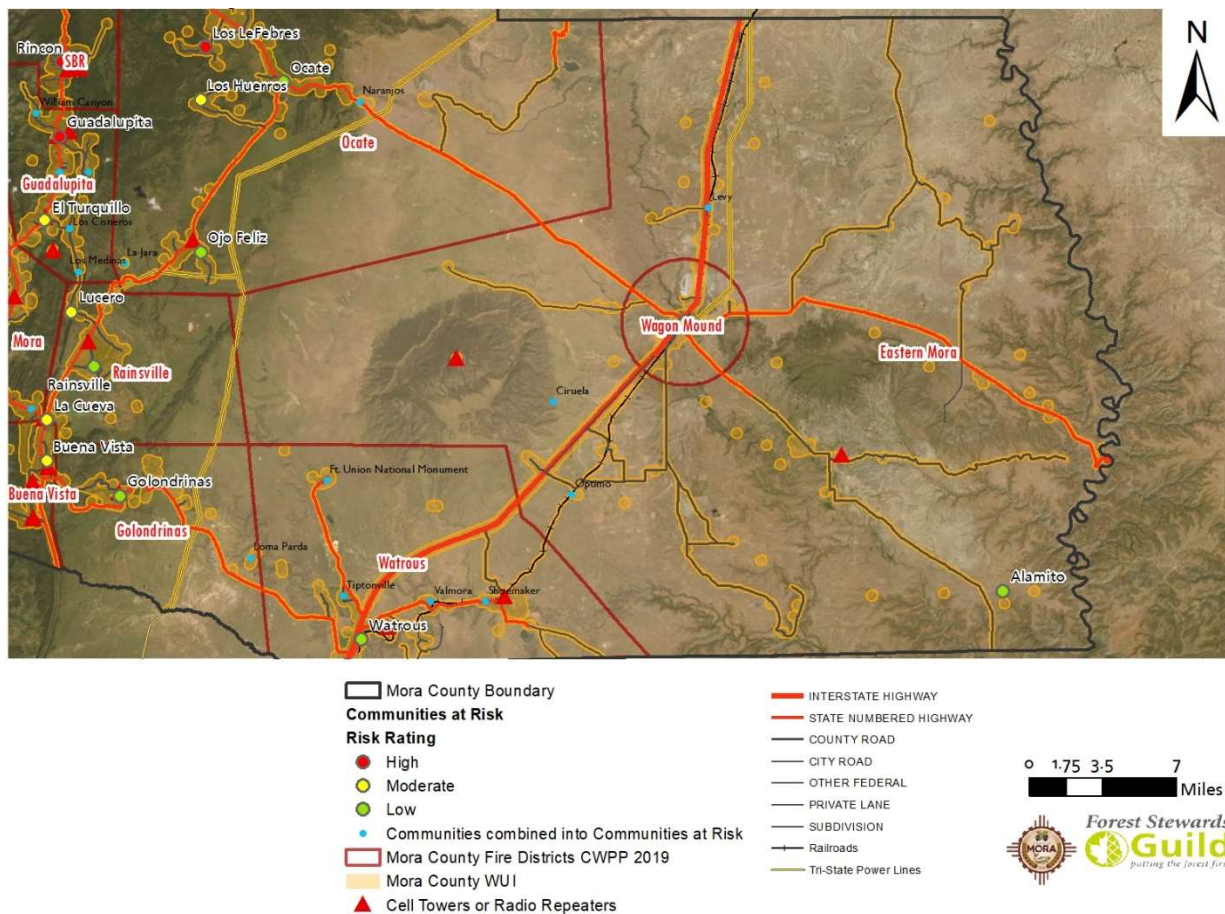 Los LeFebres
Rincon
SBR
N
Ocate
Los Huerros
Naranjos
William Canyon
Guadalupita
Ocate
Guadalupita
El Turquillo
Los Cisneros
Levy
La Jara
Ojo Feliz
Los Medinas
Lucero
Mora
Wagon Mound
Eastern Mora
Rainsville
Rainsville
Ciruela
La Cueva
Buena Vista
Ft. Union National Monument
Buena Vista
Golondrinas
Optimo
Golondrinas
Loma Parda
Watrous
Tiptonville
Valmora
Shoemaker
Alamito
Watrous
Mora County Boundary
Communities at Risk
Risk Rating
High
Moderate
Low
Communities combined into Communities at Risk
Mora County Fire Districts CWPP 2019
Mora County WUI
Cell Towers or Radio Repeaters
INTERSTATE HIGHWAY
STATE NUMBERED HIGHWAY
COUNTY ROAD
CITY ROAD
OTHER FEDERAL
PRIVATE LANE
SUBDIVISION
Railroads
Tri-State Power Lines
0 1.75 3.5 7
Miles
MORA
Forest Stewards
Guild
putting the forest firs